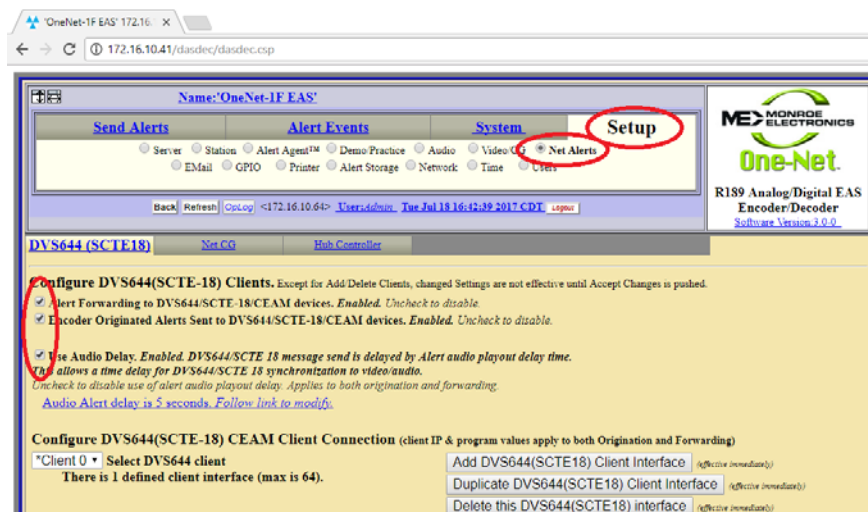 'OneNet-1F EAS' 172.16.
172.16.10.41/dasdec/dasdec.csp
Name:'OneNet-1F EAS'
Send Alerts Alert Events System Setup
Server Station Alert Agent™ Demo/Practice Audio Video/CG Net Alerts
EMail GPIO Printer Alert Storage Network Time Users
Back Refresh OpLog <172.16.10.64> User:Admin Tue Jul 18 16:42:39 2017 CDT Logout
MONROE
ELECTRONICS
One-Net
R189 Analog/Digital EAS
Encoder/Decoder
Software Version:3.0-0
DVS644 (SCTE18) Net CG Hub Controller
Configure DVS644(SCTE-18) Clients. Except for Add/Delete Clients, changed Settings are not effective until Accept Changes is pushed.
Alert Forwarding to DVS644/SCTE-18/CEAM devices. Enabled. Uncheck to disable.
Encoder Originated Alerts Sent to DVS644/SCTE-18/CEAM devices. Enabled. Uncheck to disable.
Use Audio Delay. Enabled. DVS644/SCTE 18 message send is delayed by Alert audio playout delay time.
This allows a time delay for DVS644/SCTE 18 synchronization to video/audio.
Uncheck to disable use of alert audio playout delay. Applies to both origination and forwarding.
Audio Alert delay is 5 seconds. Follow link to modify.
Configure DVS644(SCTE-18) CEAM Client Connection (client IP & program values apply to both Origination and Forwarding)
*Client 0 Select DVS644 client
There is 1 defined client interface (max is 64).
Add DVS644(SCTE18) Client Interface (effective immediately)
Duplicate DVS644(SCTE18) Client Interface (effective immediately)
Delete this DVS644(SCTE18) interface (effective immediately)